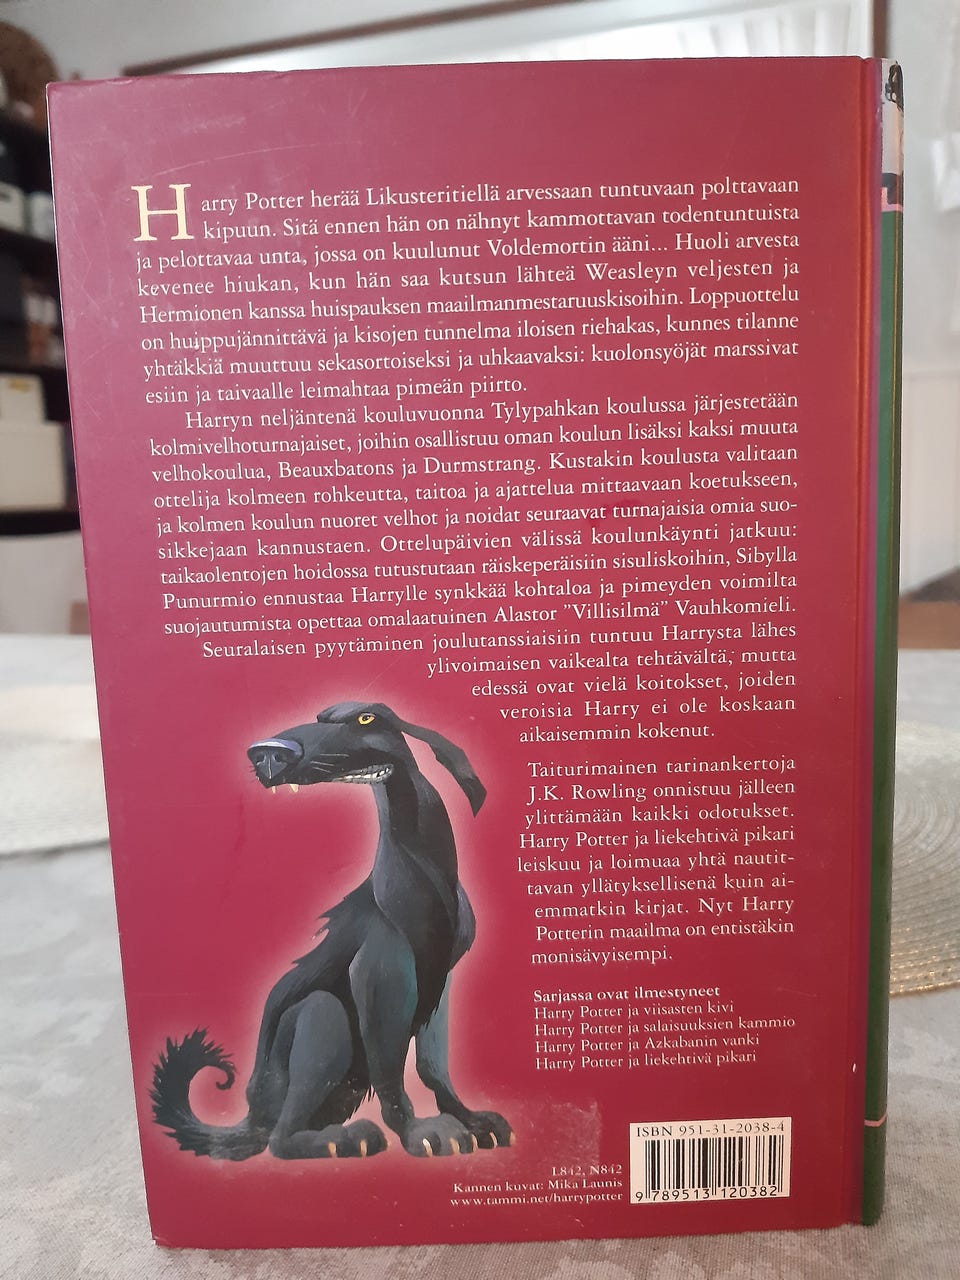 Harry Potter herää Likusteritiellä arvessaan tuntuvaan polttavaan
kipuun. Sitä ennen hän on nähnyt kammottavan todentuntuista
ja pelottavaa unta, jossa on kuulunut Voldemortin ääni... Huoli arvesta
kevenee hiukan, kun hän saa kutsun lähteä Weasleyn veljesten ja
Hermionen kanssa huispauksen maailmanmestaruuskisoihin. Loppuottelu
on huippujännittävä ja kisojen tunnelma iloisen riehakas, kunnes tilanne
yhtäkkiä muuttuu sekasortoiseksi ja uhkaavaksi: kuolonsyöjät marssivat
esiin ja taivaalle leimahtaa pimeän piirto.
Harryn neljäntenä kouluvuonna Tylypahkan koulussa järjestetään
kolmivelhoturnajaiset, joihin osallistuu oman koulun lisäksi kaksi muuta
velhokoulua, Beauxbatons ja Durmstrang. Kustakin koulusta valitaan
ottelija kolmeen rohkeutta, taitoa ja ajattelua mittaavaan koetukseen,
ja kolmen koulun nuoret velhot ja noidat seuraavat turnajaisia omia suo-
sikkejaan kannustaen. Ottelupäivien välissä koulunkäynti jatkuu:
taikaolentojen hoidossa tutustutaan räiskeperäisiin sisuliskoihin, Sibylla
Punurmio ennustaa Harrylle synkkää kohtaloa ja pimeyden voimilta
suojautumista opettaa omalaatuinen Alastor ”Villisilmä” Vauhkomieli.
Seuralaisen pyytäminen joulutanssiaisiin tuntuu Harrysta lähes
ylivoimaisen vaikealta tehtävältä, mutta
edessä ovat vielä koitokset, joiden
veroisia Harry ei ole koskaan
aikaisemmin kokenut.
Taiturimainen tarinankertoja
J.K. Rowling onnistuu jälleen
ylittämään kaikki odotukset.
Harry Potter ja liekehtivä pikari
leiskuu ja loimuaa yhtä nautit-
tavan yllätyksellisenä kuin ai-
emmatkin kirjat. Nyt Harry
Potterin maailma on entistäkin
monisävyisempi.
Sarjassa ovat ilmestyneet
Harry Potter ja viisasten kivi
Harry Potter ja salaisuuksien kammio
Harry Potter ja Azkabanin vanki
Harry Potter ja liekehtivä pikari
ISBN 951-31-2038-4
9 789513 120382
L842, N842
Kannen kuvat: Mika Launis
www.tammi.net/harrypotter